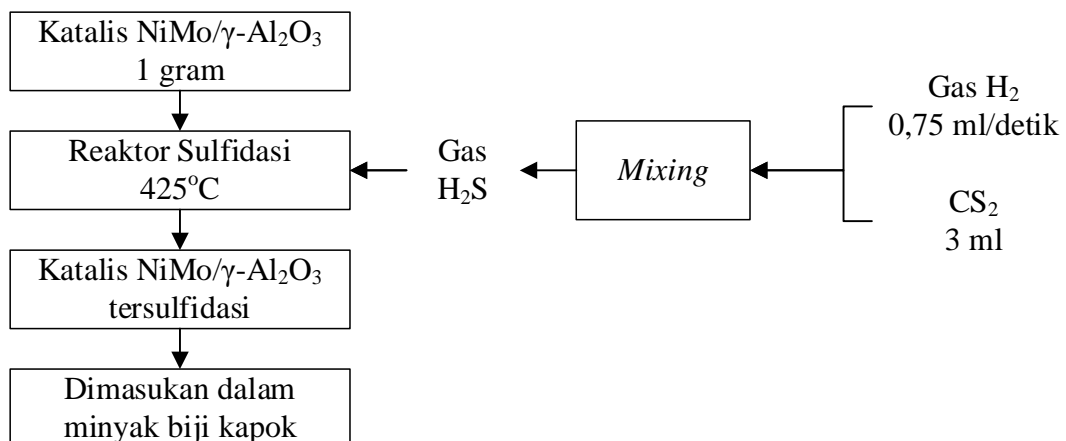 Katalis NiMo/γ-Al₂O₃
1 gram
Reaktor Sulfidasi
425°C
Katalis NiMo/γ-Al₂O₃
tersulfidasi
Dimasukan dalam
minyak biji kapok
Gas
H₂S
Mixing
Gas H₂
0,75 ml/detik
CS₂
3 ml